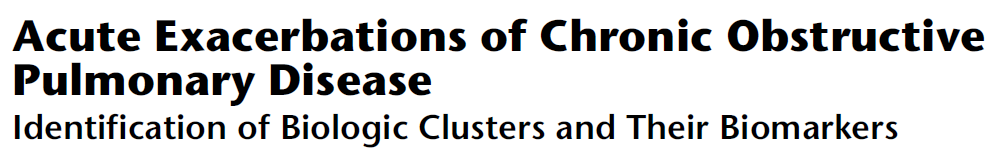 Acute Exacerbations of Chronic Obstructive
Pulmonary Disease
Identification of Biologic Clusters and Their Biomarkers